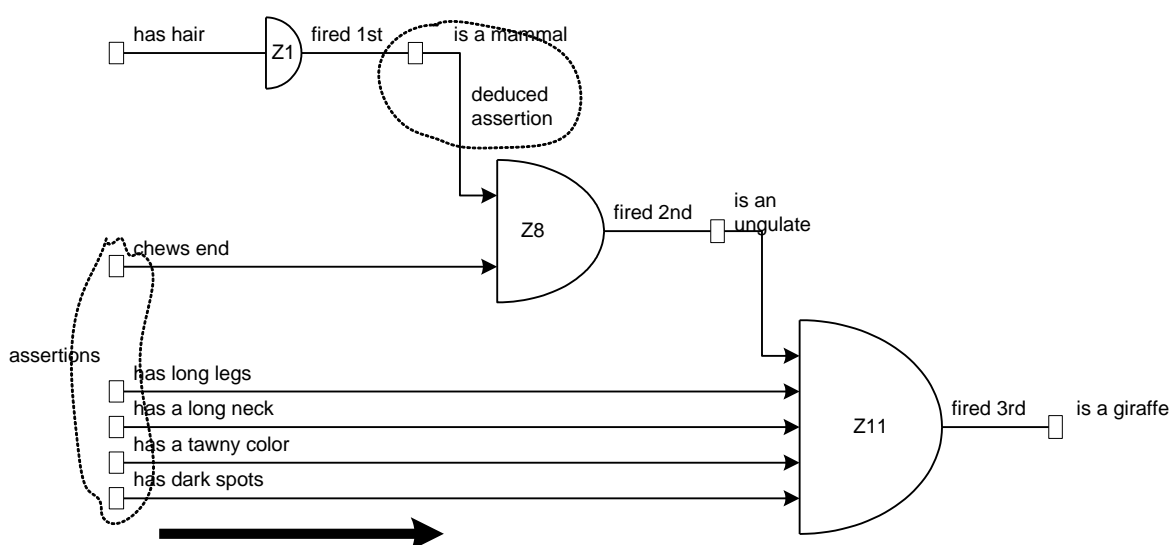 has hair
Z1
fired 1st
is a mammal
deduced
assertion
Z8
fired 2nd
is an
ungulate
chews end
assertions
has long legs
has a long neck
has a tawny color
has dark spots
Z11
fired 3rd
is a giraffe